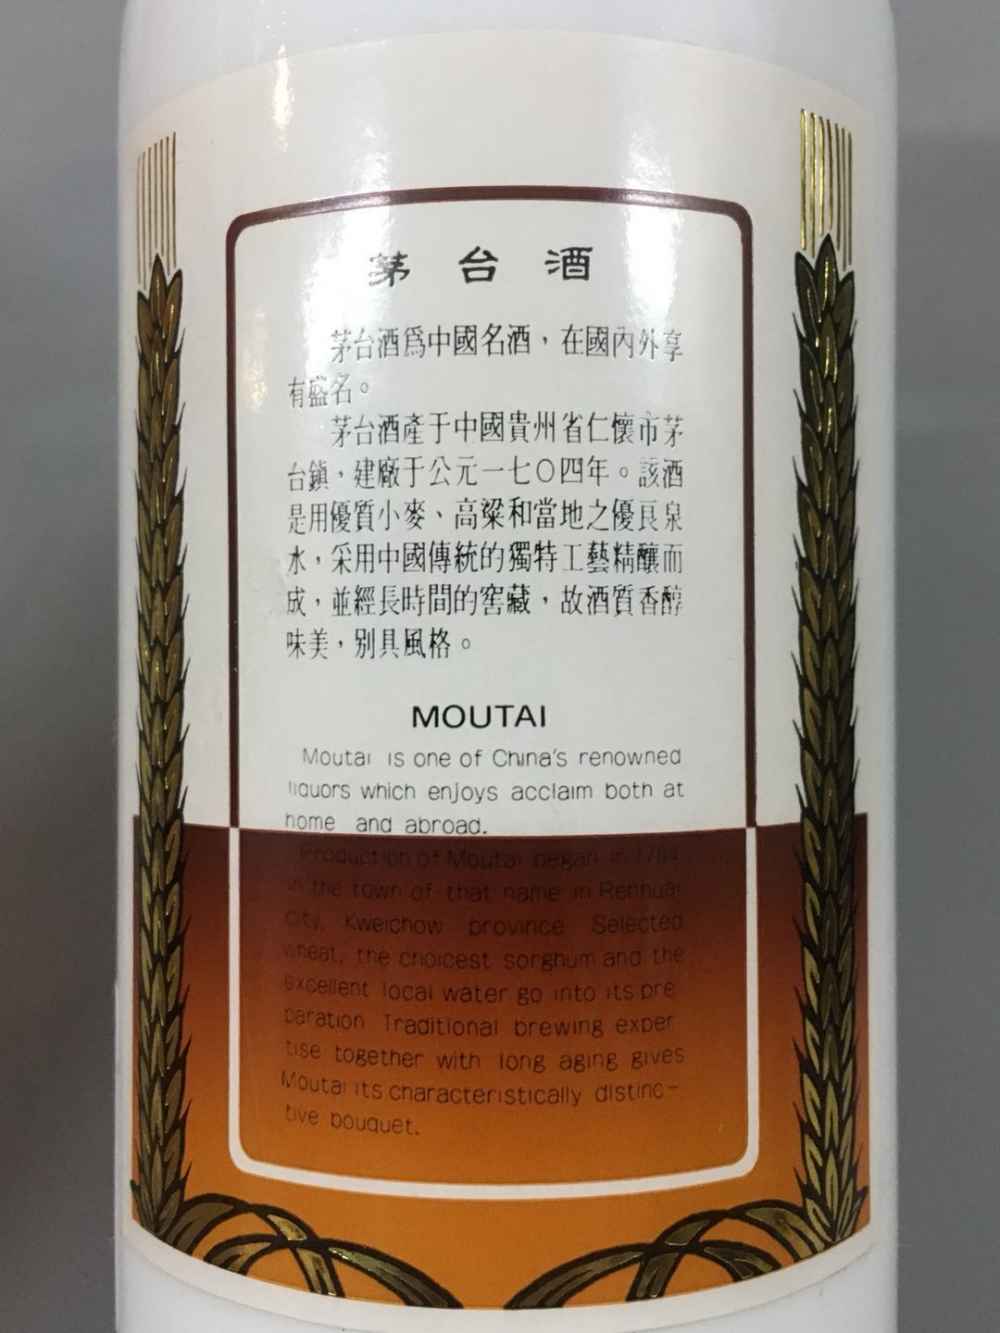 茅台酒
茅台酒爲中國名酒，在國內外享
有盛名。
茅台酒產于中國貴州省仁懷市茅
台鎮，建廠于公元一七〇四年。該酒
是用優質小麥、高粱和當地之優良泉
水，采用中國傳統的獨特工藝精釀而
成，並經長時間的窖藏，故酒質香醇
味美，别具風格。
MOUTAI
Moutai is one of China's renowned
liquors which enjoys acclaim both at
home and abroad.
Production of Moutai began in 1704
in the town of that name in Renhuai
City, Kweichow province Selected
wheat, the choicest sorghum and the
excellent local water go into its pre
paration Traditional brewing exper
tise together with long aging gives
Moutai its characteristically distinc-
tive bouquet.